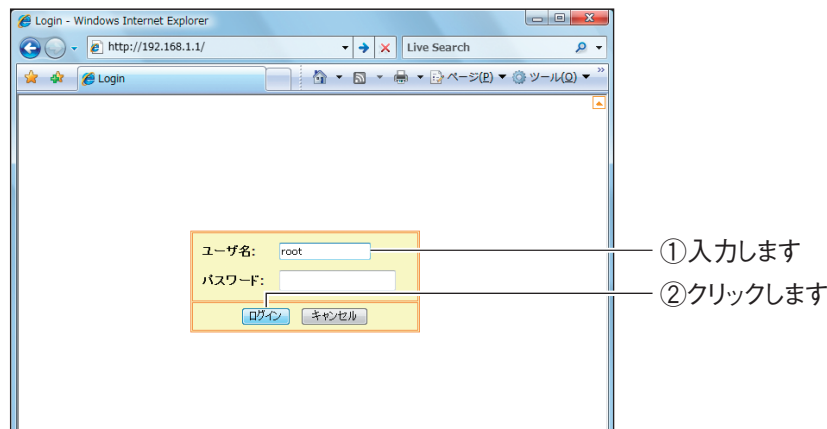 Login - Windows Internet Explorer
http://192.168.1.1/ Live Search
Login ページ(P) ツール(O)
ユーザ名: root ①入力します
パスワード:
②クリックします
ログイン キャンセル